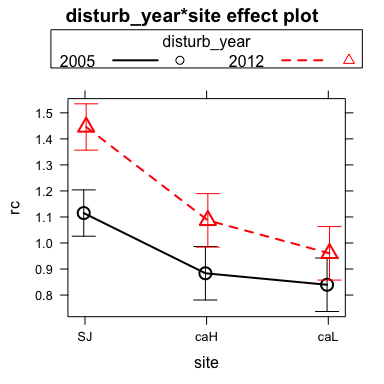 disturb_year*site effect plot
disturb_year
2005 2012
1.5
1.4
1.3
1.2
1.1
1.0
0.9
0.8
rc
SJ caH caL
site